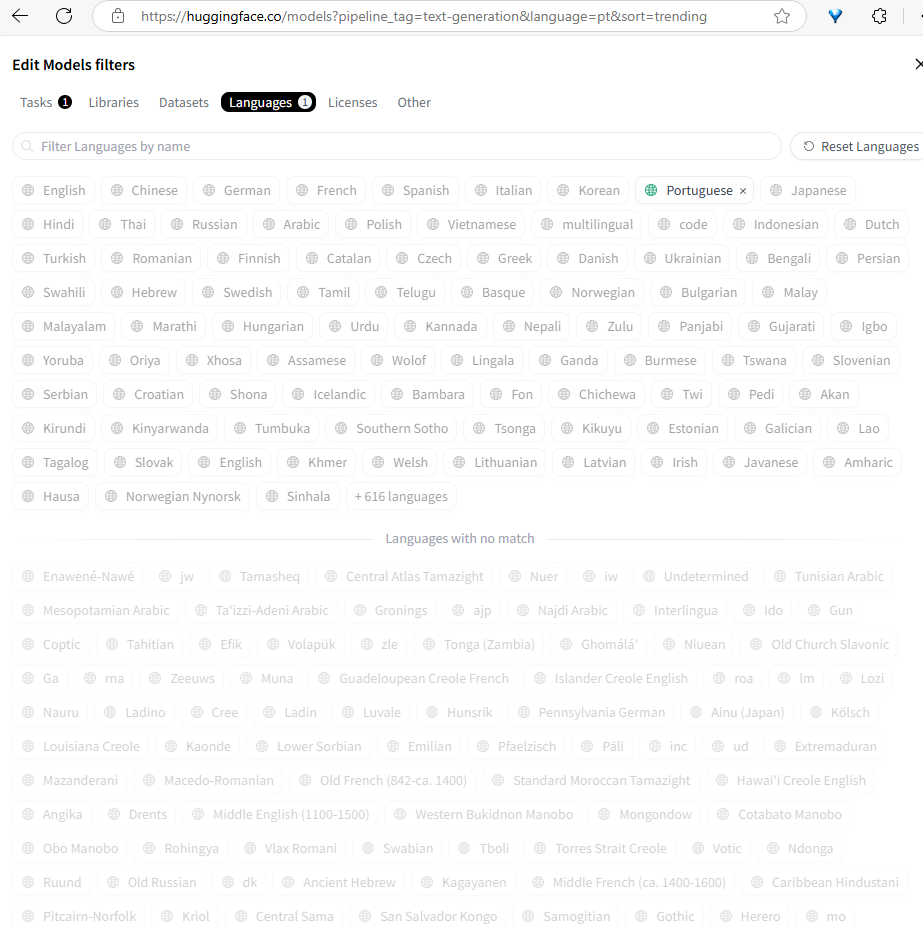 https://huggingface.co/models?pipeline_tag=text-generation&language=pt&sort=trending
Edit Models filters
Tasks 1 Libraries Datasets Languages 1 Licenses Other
Filter Languages by name Reset Languages
English Chinese German French Spanish Italian Korean Portuguese × Japanese
Hindi Thai Russian Arabic Polish Vietnamese multilingual code Indonesian Dutch
Turkish Romanian Finnish Catalan Czech Greek Danish Ukrainian Bengali Persian
Swahili Hebrew Swedish Tamil Telugu Basque Norwegian Bulgarian Malay
Malayalam Marathi Hungarian Urdu Kannada Nepali Zulu Panjabi Gujarati Igbo
Yoruba Oriya Xhosa Assamese Wolof Lingala Ganda Burmese Tswana Slovenian
Serbian Croatian Shona Icelandic Bambara Fon Chichewa Twi Pedi Akan
Kirundi Kinyarwanda Tumbuka Southern Sotho Tsonga Kikuyu Estonian Galician Lao
Tagalog Slovak English Khmer Welsh Lithuanian Latvian Irish Javanese Amharic
Hausa Norwegian Nynorsk Sinhala + 616 languages
Languages with no match
Enawené-Nawé jw Tamasheq Central Atlas Tamazight Nuer iw Undetermined Tunisian Arabic
Mesopotamian Arabic Ta'izzi-Adeni Arabic Gronings ajp Najdi Arabic Interlingua Ido Gun
Coptic Tahitian Efik Volapük zle Tonga (Zambia) Ghomálá' Niuean Old Church Slavonic
Ga rna Zeeuws Muna Guadeloupean Creole French Islander Creole English roa lm Lozi
Nauru Ladino Cree Ladin Luvale Hunsrik Pennsylvania German Ainu (Japan) Kölsch
Louisiana Creole Kaonde Lower Sorbian Emilian Pfaelzisch Pāli inc ud Extremaduran
Mazanderani Macedo-Romanian Old French (842-ca. 1400) Standard Moroccan Tamazight Hawai'i Creole English
Angika Drents Middle English (1100-1500) Western Bukidnon Manobo Mongondow Cotabato Manobo
Obo Manobo Rohingya Vlax Romani Swabian Tboli Torres Strait Creole Votic Ndonga
Ruund Old Russian dk Ancient Hebrew Kagayanen Middle French (ca. 1400-1600) Caribbean Hindustani
Pitcairn-Norfolk Kriol Central Sama San Salvador Kongo Samogitian Gothic Herero mo